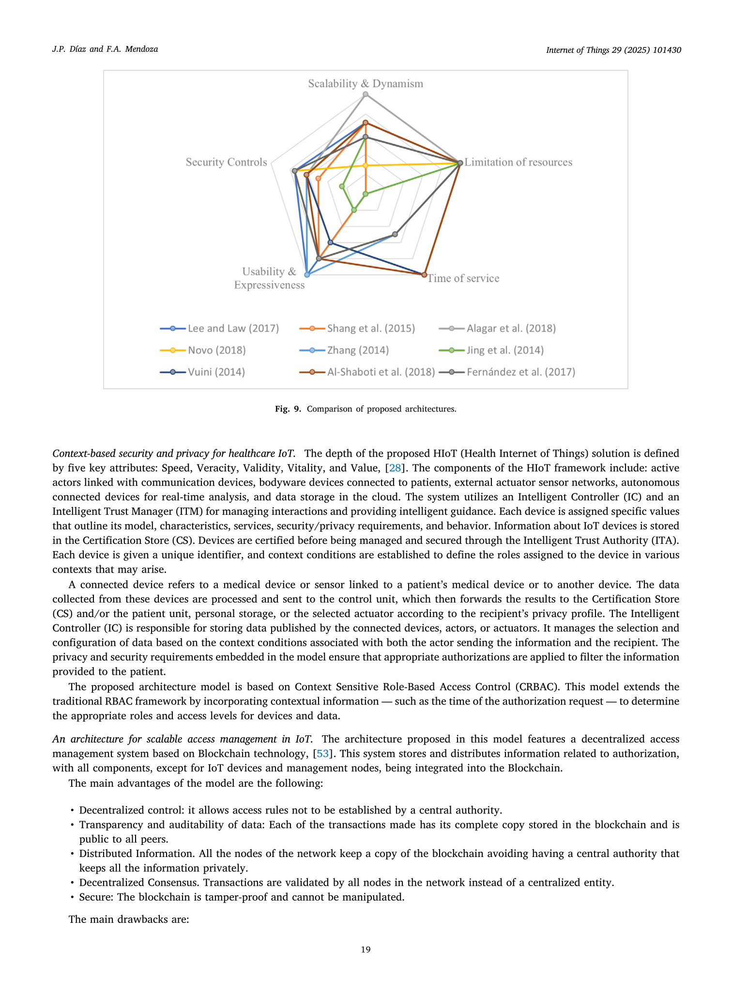 J.P. Díaz and F.A. Mendoza
Internet of Things 29 (2025) 101430
Scalability & Dynamism
Security Controls
Limitation of resources
Usability &
Expressiveness
Time of service
Lee and Law (2017)
Shang et al. (2015)
Alagar et al. (2018)
Novo (2018)
Zhang (2014)
Jing et al. (2014)
Vuini (2014)
Al-Shaboti et al. (2018)
Fernández et al. (2017)
Fig. 9. Comparison of proposed architectures.
Context-based security and privacy for healthcare IoT. The depth of the proposed HIoT (Health Internet of Things) solution is defined
by five key attributes: Speed, Veracity, Validity, Vitality, and Value, [28]. The components of the HIoT framework include: active
actors linked with communication devices, bodyware devices connected to patients, external actuator sensor networks, autonomous
connected devices for real-time analysis, and data storage in the cloud. The system utilizes an Intelligent Controller (IC) and an
Intelligent Trust Manager (ITM) for managing interactions and providing intelligent guidance. Each device is assigned specific values
that outline its model, characteristics, services, security/privacy requirements, and behavior. Information about IoT devices is stored
in the Certification Store (CS). Devices are certified before being managed and secured through the Intelligent Trust Authority (ITA).
Each device is given a unique identifier, and context conditions are established to define the roles assigned to the device in various
contexts that may arise.
A connected device refers to a medical device or sensor linked to a patient's medical device or to another device. The data
collected from these devices are processed and sent to the control unit, which then forwards the results to the Certification Store
(CS) and/or the patient unit, personal storage, or the selected actuator according to the recipient's privacy profile. The Intelligent
Controller (IC) is responsible for storing data published by the connected devices, actors, or actuators. It manages the selection and
configuration of data based on the context conditions associated with both the actor sending the information and the recipient. The
privacy and security requirements embedded in the model ensure that appropriate authorizations are applied to filter the information
provided to the patient.
The proposed architecture model is based on Context Sensitive Role-Based Access Control (CRBAC). This model extends the
traditional RBAC framework by incorporating contextual information — such as the time of the authorization request — to determine
the appropriate roles and access levels for devices and data.
An architecture for scalable access management in IoT. The architecture proposed in this model features a decentralized access
management system based on Blockchain technology, [53]. This system stores and distributes information related to authorization,
with all components, except for IoT devices and management nodes, being integrated into the Blockchain.
The main advantages of the model are the following:
• Decentralized control: it allows access rules not to be established by a central authority.
• Transparency and auditability of data: Each of the transactions made has its complete copy stored in the blockchain and is
public to all peers.
• Distributed Information. All the nodes of the network keep a copy of the blockchain avoiding having a central authority that
keeps all the information privately.
• Decentralized Consensus. Transactions are validated by all nodes in the network instead of a centralized entity.
• Secure: The blockchain is tamper-proof and cannot be manipulated.
The main drawbacks are:
19